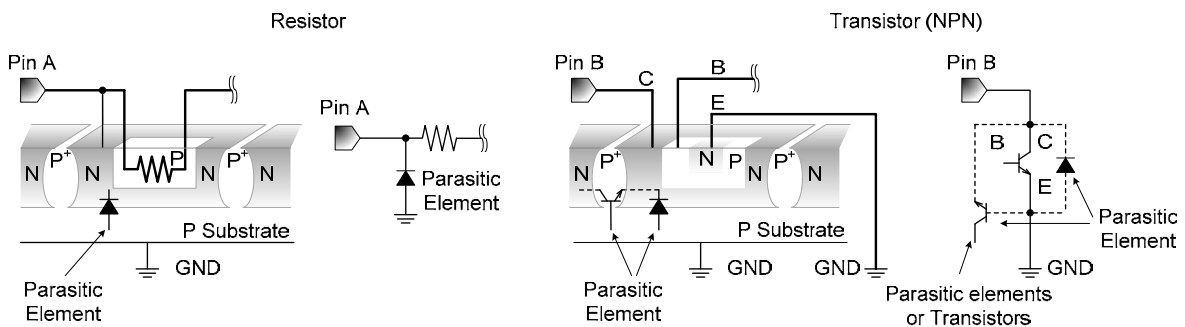 Resistor
Pin A
N
P+
N
P
N
P+
N
Parasitic
Element
P Substrate
GND
Pin A
Parasitic
Element
Transistor (NPN)
Pin B
C
B
E
N
P+
N
N
P
N
P+
N
P Substrate
GND
GND
Parasitic
Element
Pin B
B
C
E
Parasitic
Element
GND
Parasitic elements
or Transistors